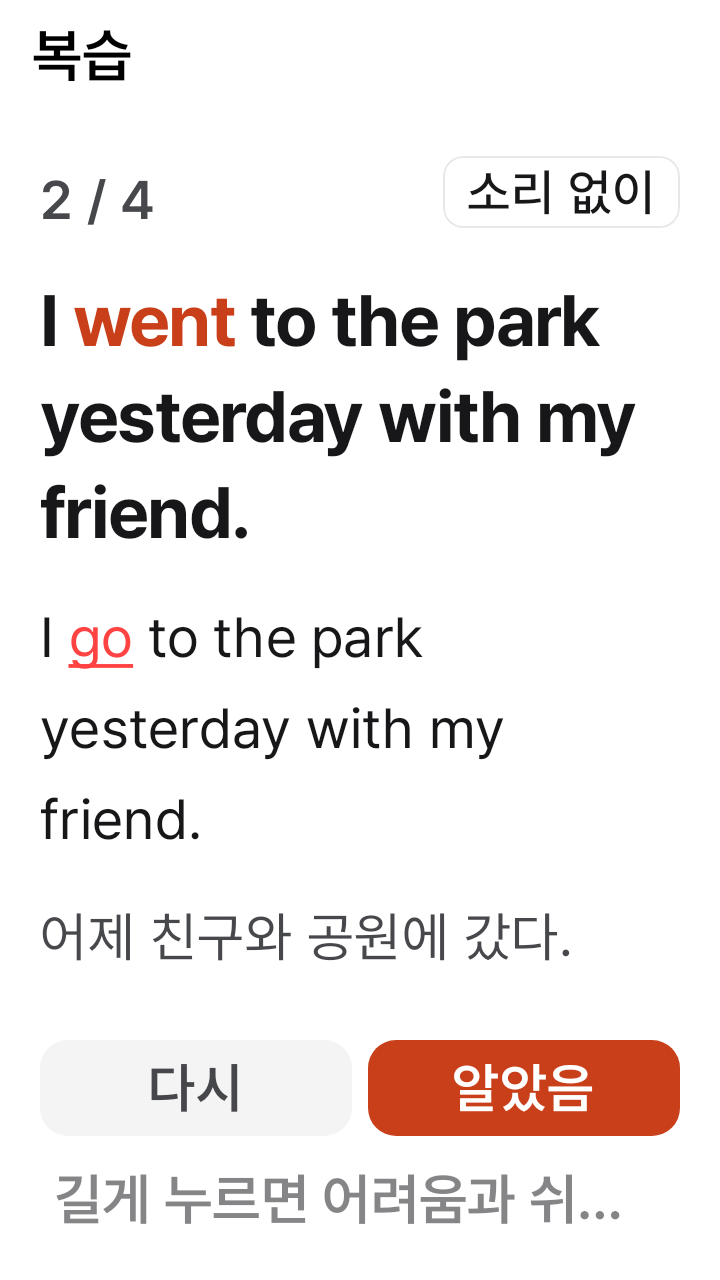 복습
2 / 4
소리 없이
I went to the park
yesterday with my
friend.
I go to the park
yesterday with my
friend.
어제 친구와 공원에 갔다.
다시
알았음
길게 누르면 어려움과 쉬...